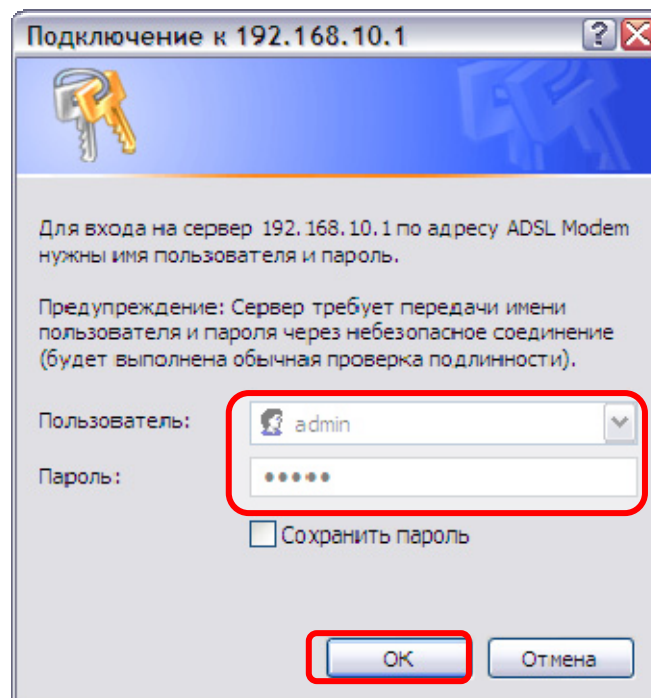 Подключение к 192.168.10.1
Для входа на сервер 192.168.10.1 по адресу ADSL Modem
нужны имя пользователя и пароль.
Предупреждение: Сервер требует передачи имени
пользователя и пароля через небезопасное соединение
(будет выполнена обычная проверка подлинности).
Пользователь: admin
Пароль: •••••
Сохранить пароль
OK Отмена